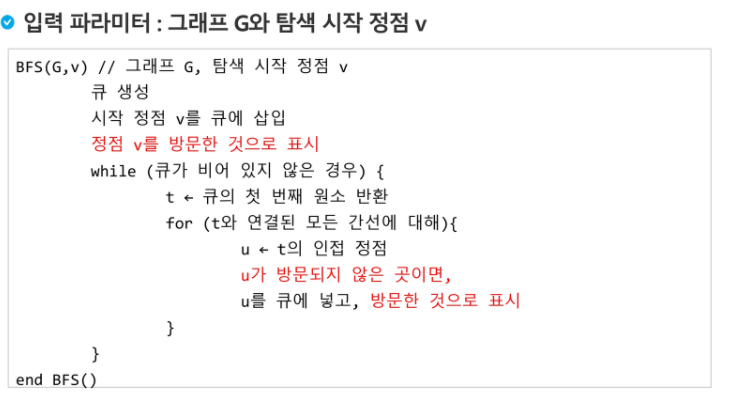 입력 파라미터 : 그래프 G와 탐색 시작 정점 v
BFS(G,v) // 그래프 G, 탐색 시작 정점 v
큐 생성
시작 정점 v를 큐에 삽입
정점 v를 방문한 것으로 표시
while (큐가 비어 있지 않은 경우) {
t ← 큐의 첫 번째 원소 반환
for (t와 연결된 모든 간선에 대해){
u ← t의 인접 정점
u가 방문되지 않은 곳이면,
u를 큐에 넣고, 방문한 것으로 표시
}
}
end BFS()